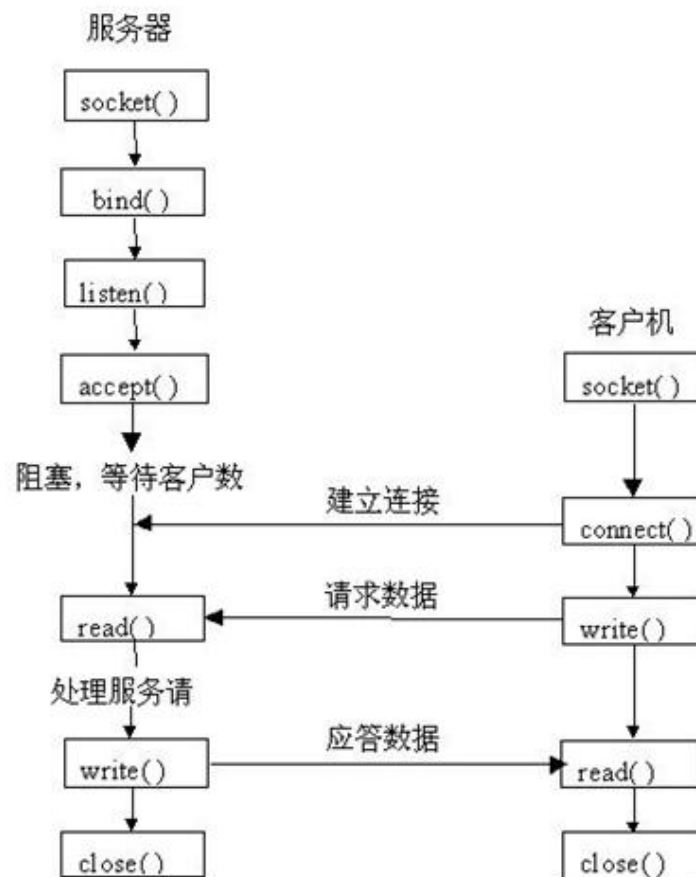 服务器
socket()
bind()
listen()
accept()
阻塞，等待客户数
read()
处理服务请
write()
close()
客户机
socket()
建立连接
connect()
请求数据
write()
应答数据
read()
close()